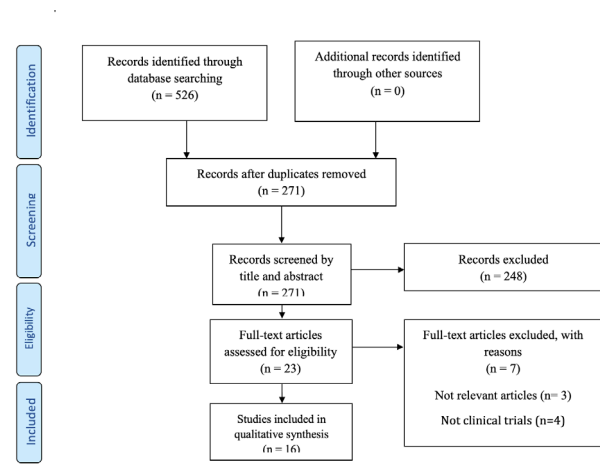 Identification
Records identified through
database searching
(n = 526)
Additional records identified
through other sources
(n = 0)
Screening
Records after duplicates removed
(n = 271)
Records screened by
title and abstract
(n = 271)
Records excluded
(n = 248)
Eligibility
Full-text articles
assessed for eligibility
(n = 23)
Full-text articles excluded, with
reasons
(n = 7)
Not relevant articles (n= 3)
Not clinical trials (n=4)
Included
Studies included in
qualitative synthesis
(n = 16)